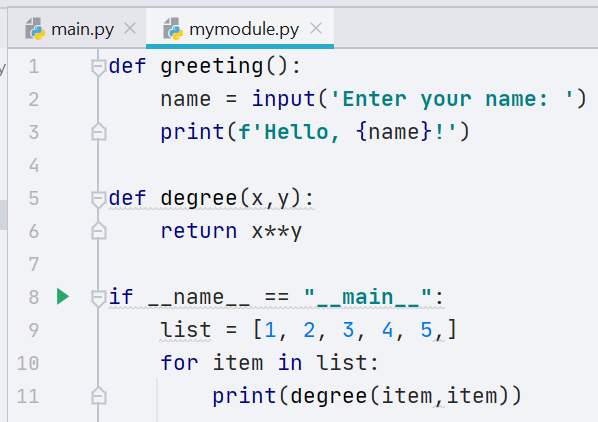 main.py mymodule.py
y
1 def greeting():
2     name = input('Enter your name: ')
3     print(f'Hello, {name}!')
4
5 def degree(x,y):
6     return x**y
7
8 if __name__ == "__main__":
9     list = [1, 2, 3, 4, 5,]
10     for item in list:
11         print(degree(item,item))